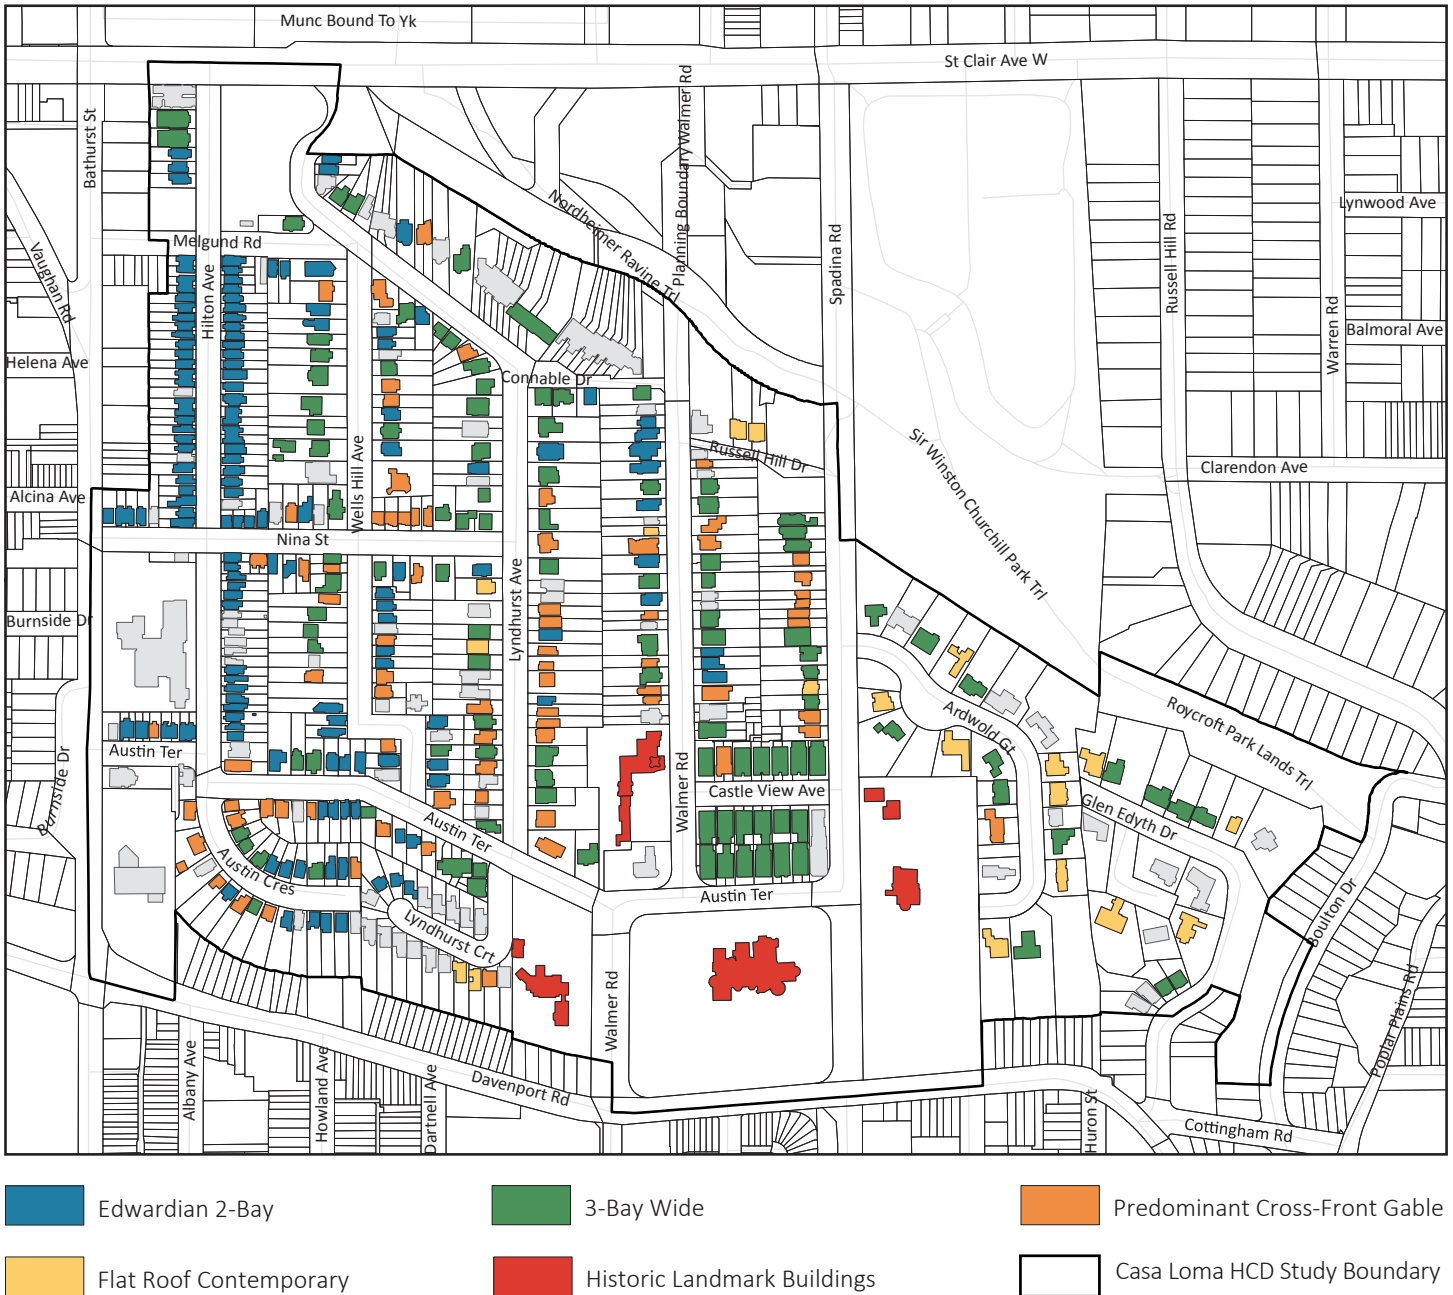 Munc Bound To Yk
St Clair Ave W
Bathurst St
Planning Boundary Walmer Rd
Nordheimer Ravine Trl
Spadina Rd
Russell Hill Rd
Warren Rd
Lynwood Ave
Vaughan Rd
Melgund Rd
Hilton Ave
Balmoral Ave
Helena Ave
Connable Dr
Wells Hill Ave
Russell Hill Dr
Sir Winston Churchill Park Trl
Clarendon Ave
Alcina Ave
Nina St
Lyndhurst Ave
Burnside Dr
Burnside Dr
Austin Ter
Ardwold Gt
Roycroft Park Lands Trl
Walmer Rd
Castle View Ave
Glen Edyth Dr
Austin Ter
Austin Cres
Austin Ter
Lyndhurst Crt
Boulton Dr
Walmer Rd
Poplar Plains Rd
Albany Ave
Howland Ave
Dartnell Ave
Davenport Rd
Huron St
Cottingham Rd
Edwardian 2-Bay
3-Bay Wide
Predominant Cross-Front Gable
Flat Roof Contemporary
Historic Landmark Buildings
Casa Loma HCD Study Boundary